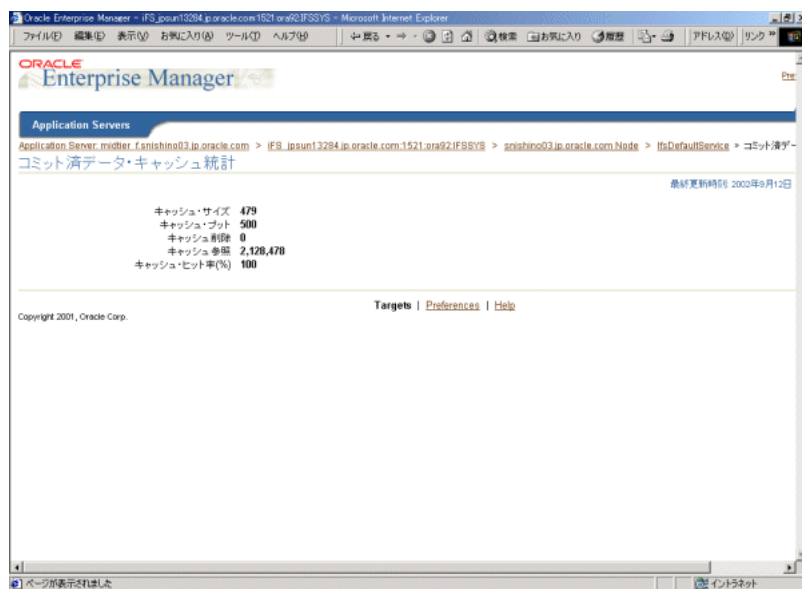 Oracle Enterprise Manager - iFS_jpsun13284.jp.oracle.com:1521:ora92:IFSSYS - Microsoft Internet Explorer
ファイル(F) 編集(E) 表示(V) お気に入り(A) ツール(T) ヘルプ(H) 戻る 検索 お気に入り 履歴 アドレス(D) リンク »
ORACLE
Enterprise Manager
Pre
Application Servers
Application Server: midtier_f.snishino03.jp.oracle.com > iFS_jpsun13284.jp.oracle.com:1521:ora92:IFSSYS > snishino03.jp.oracle.com Node > IfsDefaultService > コミット済デー
コミット済データ・キャッシュ統計
最終更新時刻: 2002年9月12日
キャッシュ・サイズ 479
キャッシュ・プット 500
キャッシュ削除 0
キャッシュ参照 2,128,478
キャッシュ・ヒット率(%) 100
Targets | Preferences | Help
Copyright 2001, Oracle Corp.
ページが表示されました イントラネット